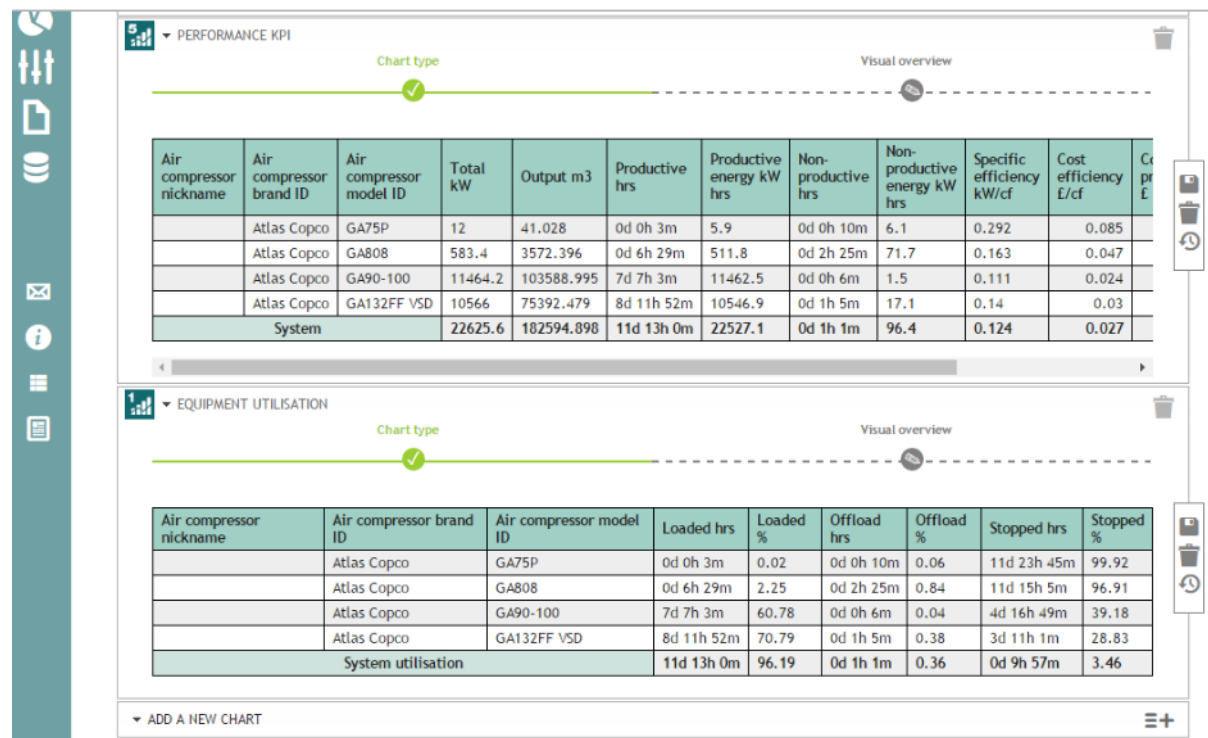 5
PERFORMANCE KPI
Chart type Visual overview
Air compressor nickname Air compressor brand ID Air compressor model ID Total kW Output m3 Productive hrs Productive energy kW hrs Non-productive hrs Non-productive energy kW hrs Specific efficiency kW/cf Cost efficiency £/cf £
Atlas Copco GA75P 12 41.028 0d 0h 3m 5.9 0d 0h 10m 6.1 0.292 0.085
Atlas Copco GA808 583.4 3572.396 0d 6h 29m 511.8 0d 2h 25m 71.7 0.163 0.047
Atlas Copco GA90-100 11464.2 103588.995 7d 7h 3m 11462.5 0d 0h 6m 1.5 0.111 0.024
Atlas Copco GA132FF VSD 10566 75392.479 8d 11h 52m 10546.9 0d 1h 5m 17.1 0.14 0.03
System 22625.6 182594.898 11d 13h 0m 22527.1 0d 1h 1m 96.4 0.124 0.027
1
EQUIPMENT UTILISATION
Chart type Visual overview
Air compressor nickname Air compressor brand ID Air compressor model ID Loaded hrs Loaded % Offload hrs Offload % Stopped hrs Stopped %
Atlas Copco GA75P 0d 0h 3m 0.02 0d 0h 10m 0.06 11d 23h 45m 99.92
Atlas Copco GA808 0d 6h 29m 2.25 0d 2h 25m 0.84 11d 15h 5m 96.91
Atlas Copco GA90-100 7d 7h 3m 60.78 0d 0h 6m 0.04 4d 16h 49m 39.18
Atlas Copco GA132FF VSD 8d 11h 52m 70.79 0d 1h 5m 0.38 3d 11h 1m 28.83
System utilisation 11d 13h 0m 96.19 0d 1h 1m 0.36 0d 9h 57m 3.46
ADD A NEW CHART